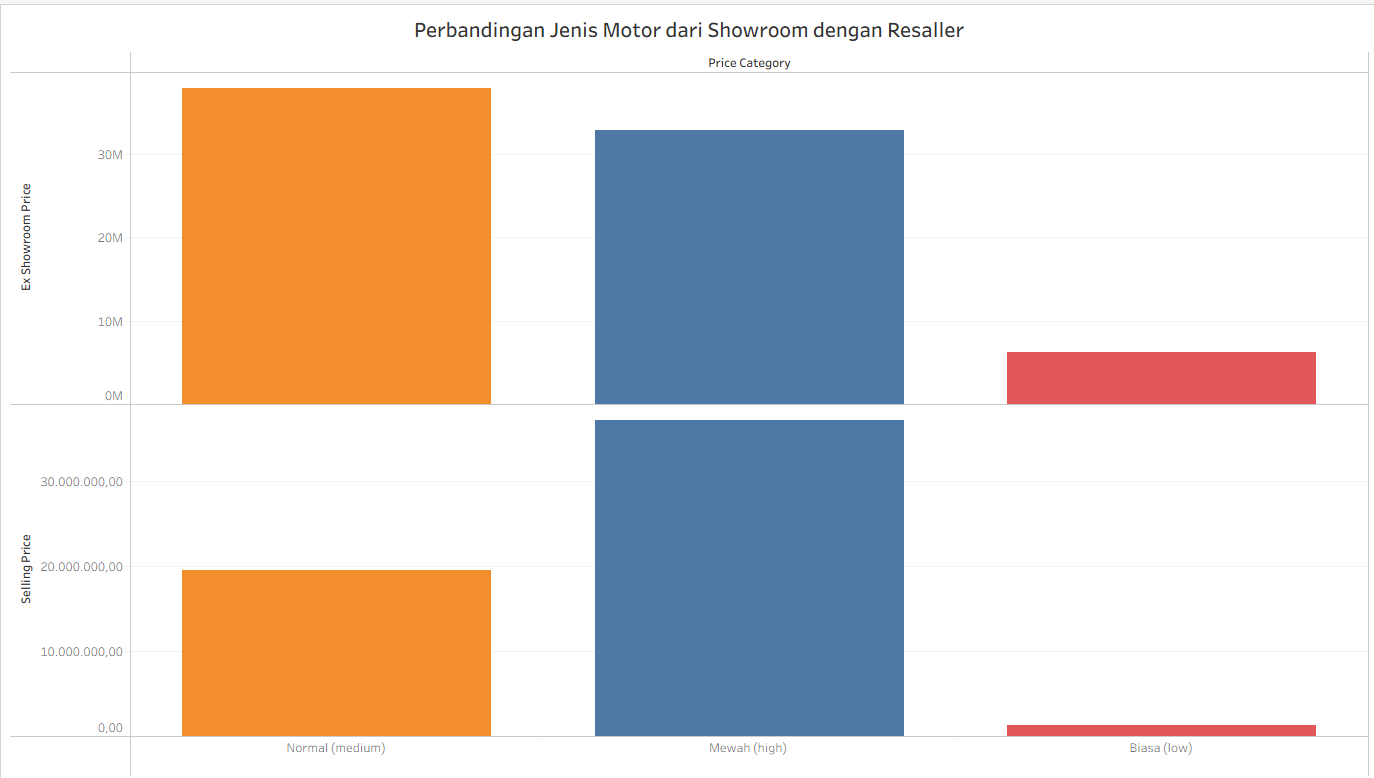 Perbandingan Jenis Motor dari Showroom dengan Resaller
Price Category
Ex Showroom Price
30M
20M
10M
0M
Selling Price
30.000.000,00
20.000.000,00
10.000.000,00
0,00
Normal (medium)
Mewah (high)
Biasa (low)